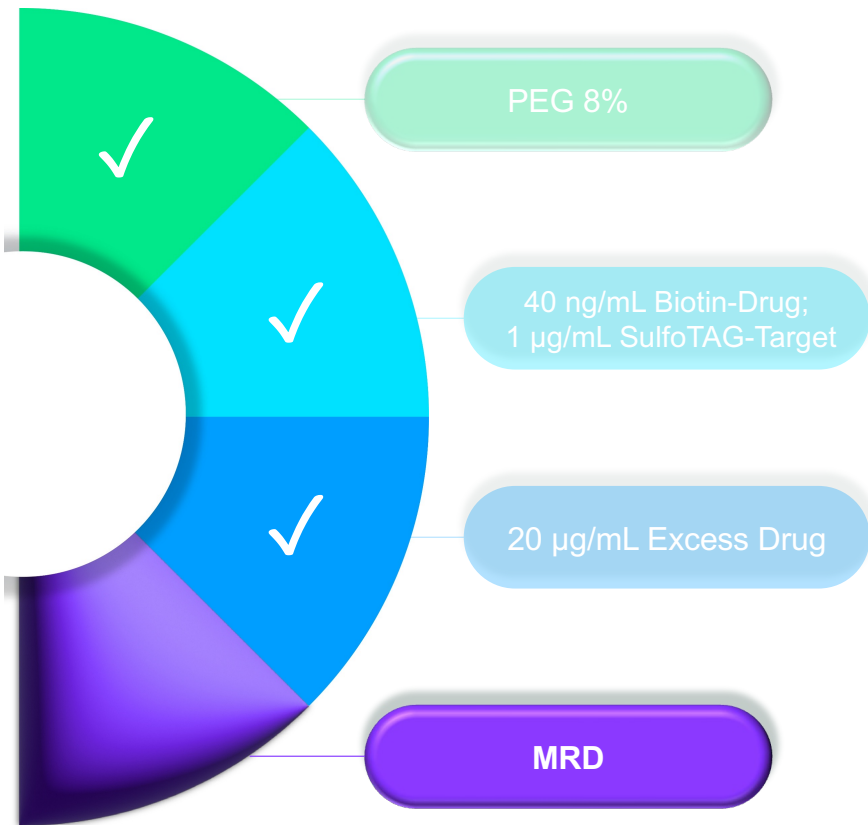 PEG 8%
40 ng/mL Biotin-Drug;
1 µg/mL SulfoTAG-Target
20 µg/mL Excess Drug
MRD